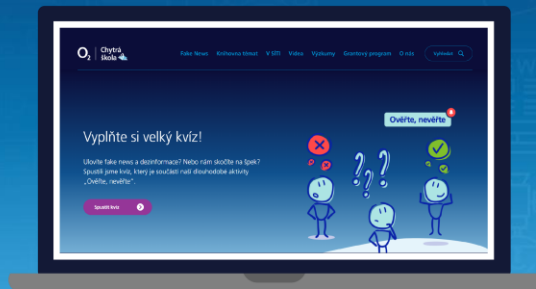 O2 Chytrá škola
Fake News Knihovna témat V SÍTI Video Výzkumy Grantový program O nás Vyhledat
Ověřte, nevěřte
Vyplňte si velký kvíz!
Ulovíte fake news a dezinformace? Nebo nám skočíte na špek?
Spustili jsme kvíz, který je součástí naší dlouhodobé aktivity
„Ověřte, nevěřte“.
Spustit kvíz
???